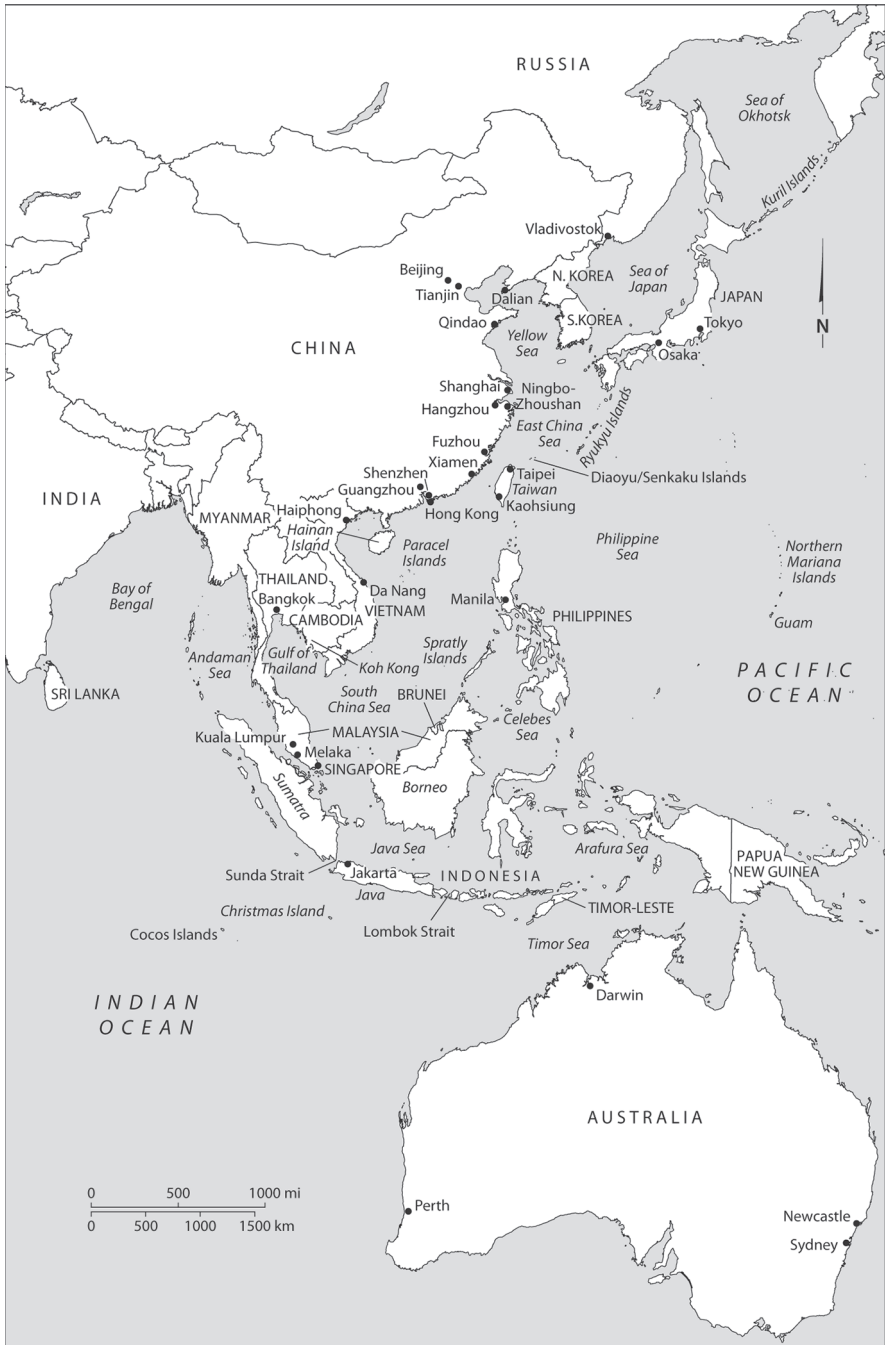 RUSSIA
Sea of
Okhotsk
Kuril Islands
Vladivostok
Beijing
Tianjin
Dalian
N. KOREA
Sea of
Japan
JAPAN
Qindao
S.KOREA
Tokyo
N
Yellow
Sea
Osaka
CHINA
Shanghai
Ningbo-
Zhoushan
Hangzhou
East China
Sea
Ryukyu Islands
Fuzhou
Xiamen
Taipei
Diaoyu/Senkaku Islands
Shenzhen
Guangzhou
Taiwan
Kaohsiung
INDIA
Hong Kong
MYANMAR
Haiphong
Hainan
Island
Paracel
Islands
Philippine
Sea
Northern
Mariana
Islands
Bay of
Bengal
THAILAND
Bangkok
Da Nang
CAMBODIA
VIETNAM
Manila
PHILIPPINES
Guam
Andaman
Sea
Gulf of
Thailand
Koh Kong
Spratly
Islands
PACIFIC
OCEAN
SRI LANKA
South
China Sea
BRUNEI
Celebes
Sea
MALAYSIA
Kuala Lumpur
Melaka
SINGAPORE
Sumatra
Borneo
Java Sea
Arafura Sea
PAPUA
NEW GUINEA
Sunda Strait
Jakarta
Java
INDONESIA
Christmas Island
TIMOR-LESTE
Cocos Islands
Lombok Strait
Timor Sea
INDIAN
OCEAN
Darwin
AUSTRALIA
0 500 1000 mi
0 500 1000 1500 km
Perth
Newcastle
Sydney